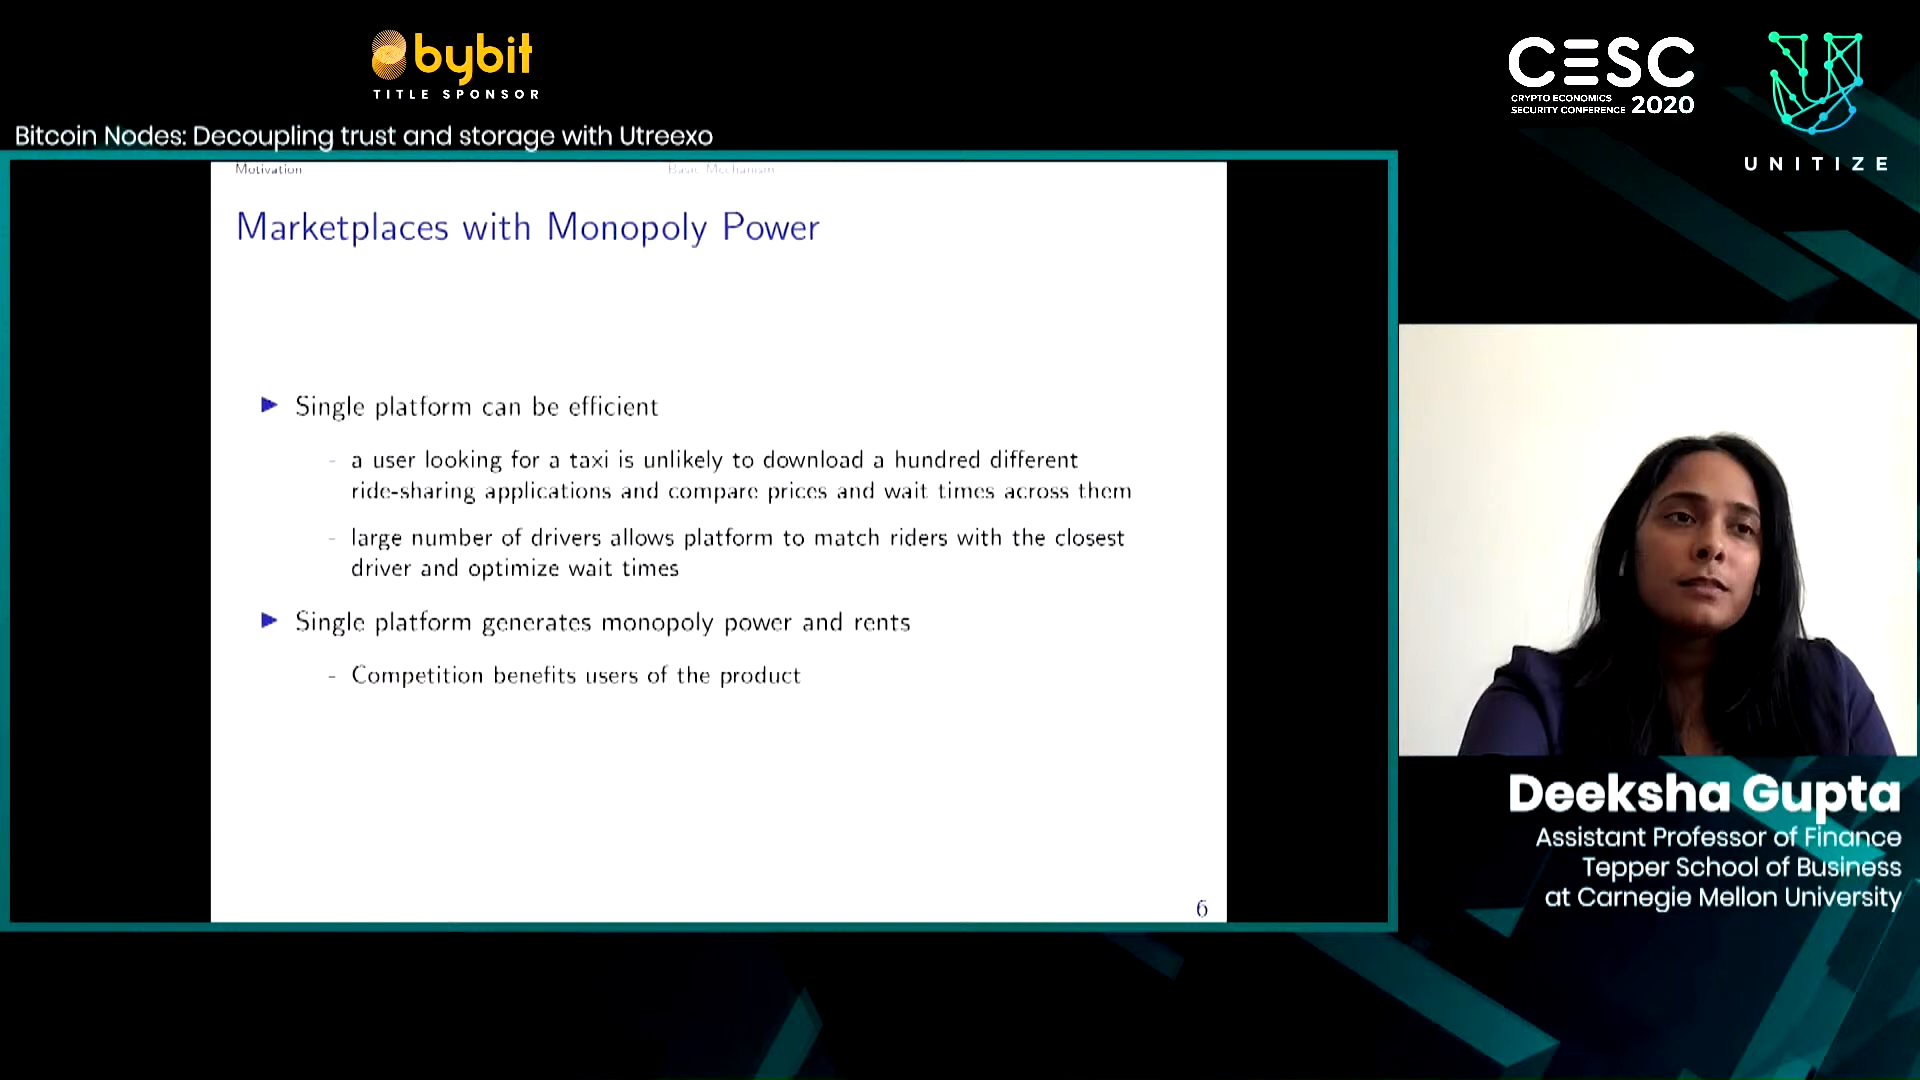 bybit
TITLE SPONSOR
CESC
CRYPTO ECONOMICS
SECURITY CONFERENCE 2020
UNITIZE
Bitcoin Nodes: Decoupling trust and storage with Utreexo
Motivation
Basic Mechanism
Marketplaces with Monopoly Power
Single platform can be efficient
- a user looking for a taxi is unlikely to download a hundred different
ride-sharing applications and compare prices and wait times across them
- large number of drivers allows platform to match riders with the closest
driver and optimize wait times
Single platform generates monopoly power and rents
- Competition benefits users of the product
6
Deeksha Gupta
Assistant Professor of Finance
Tepper School of Business
at Carnegie Mellon University